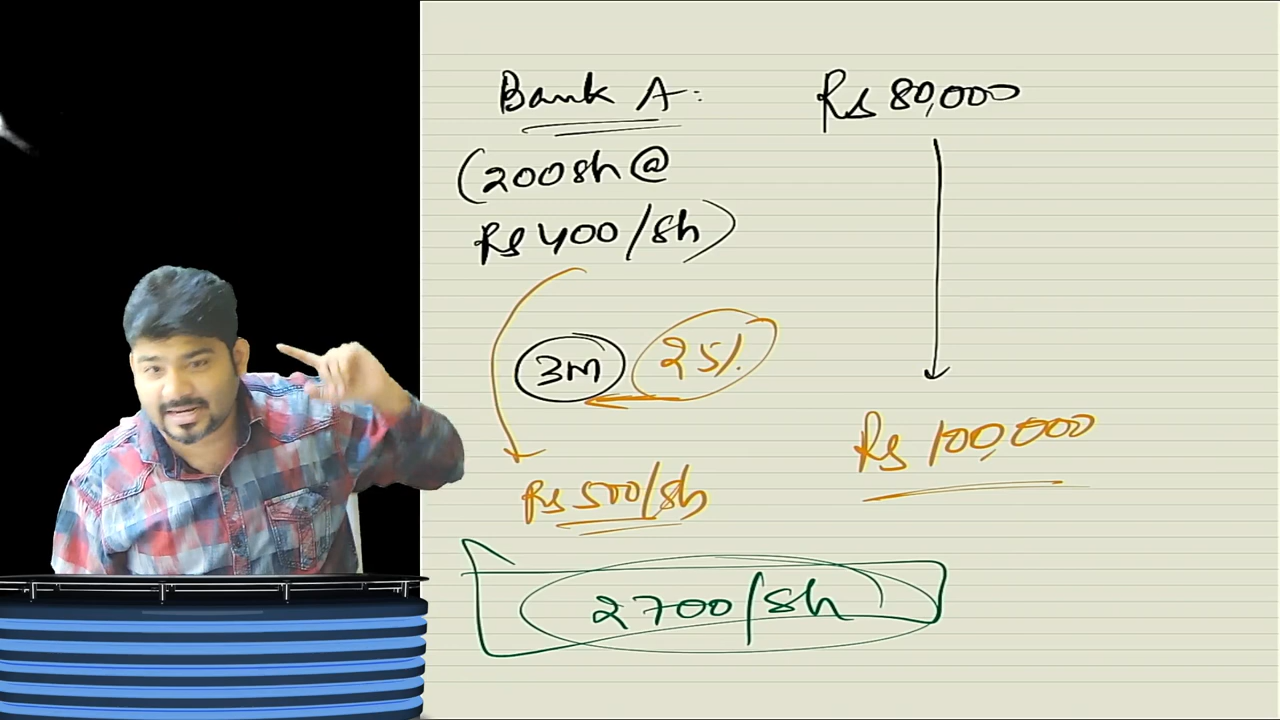 Bank A: Rs 80,000
(200sh @
Rs 400/sh)
3m 25%
Rs 100,000
Rs 500/sh
2700/sh